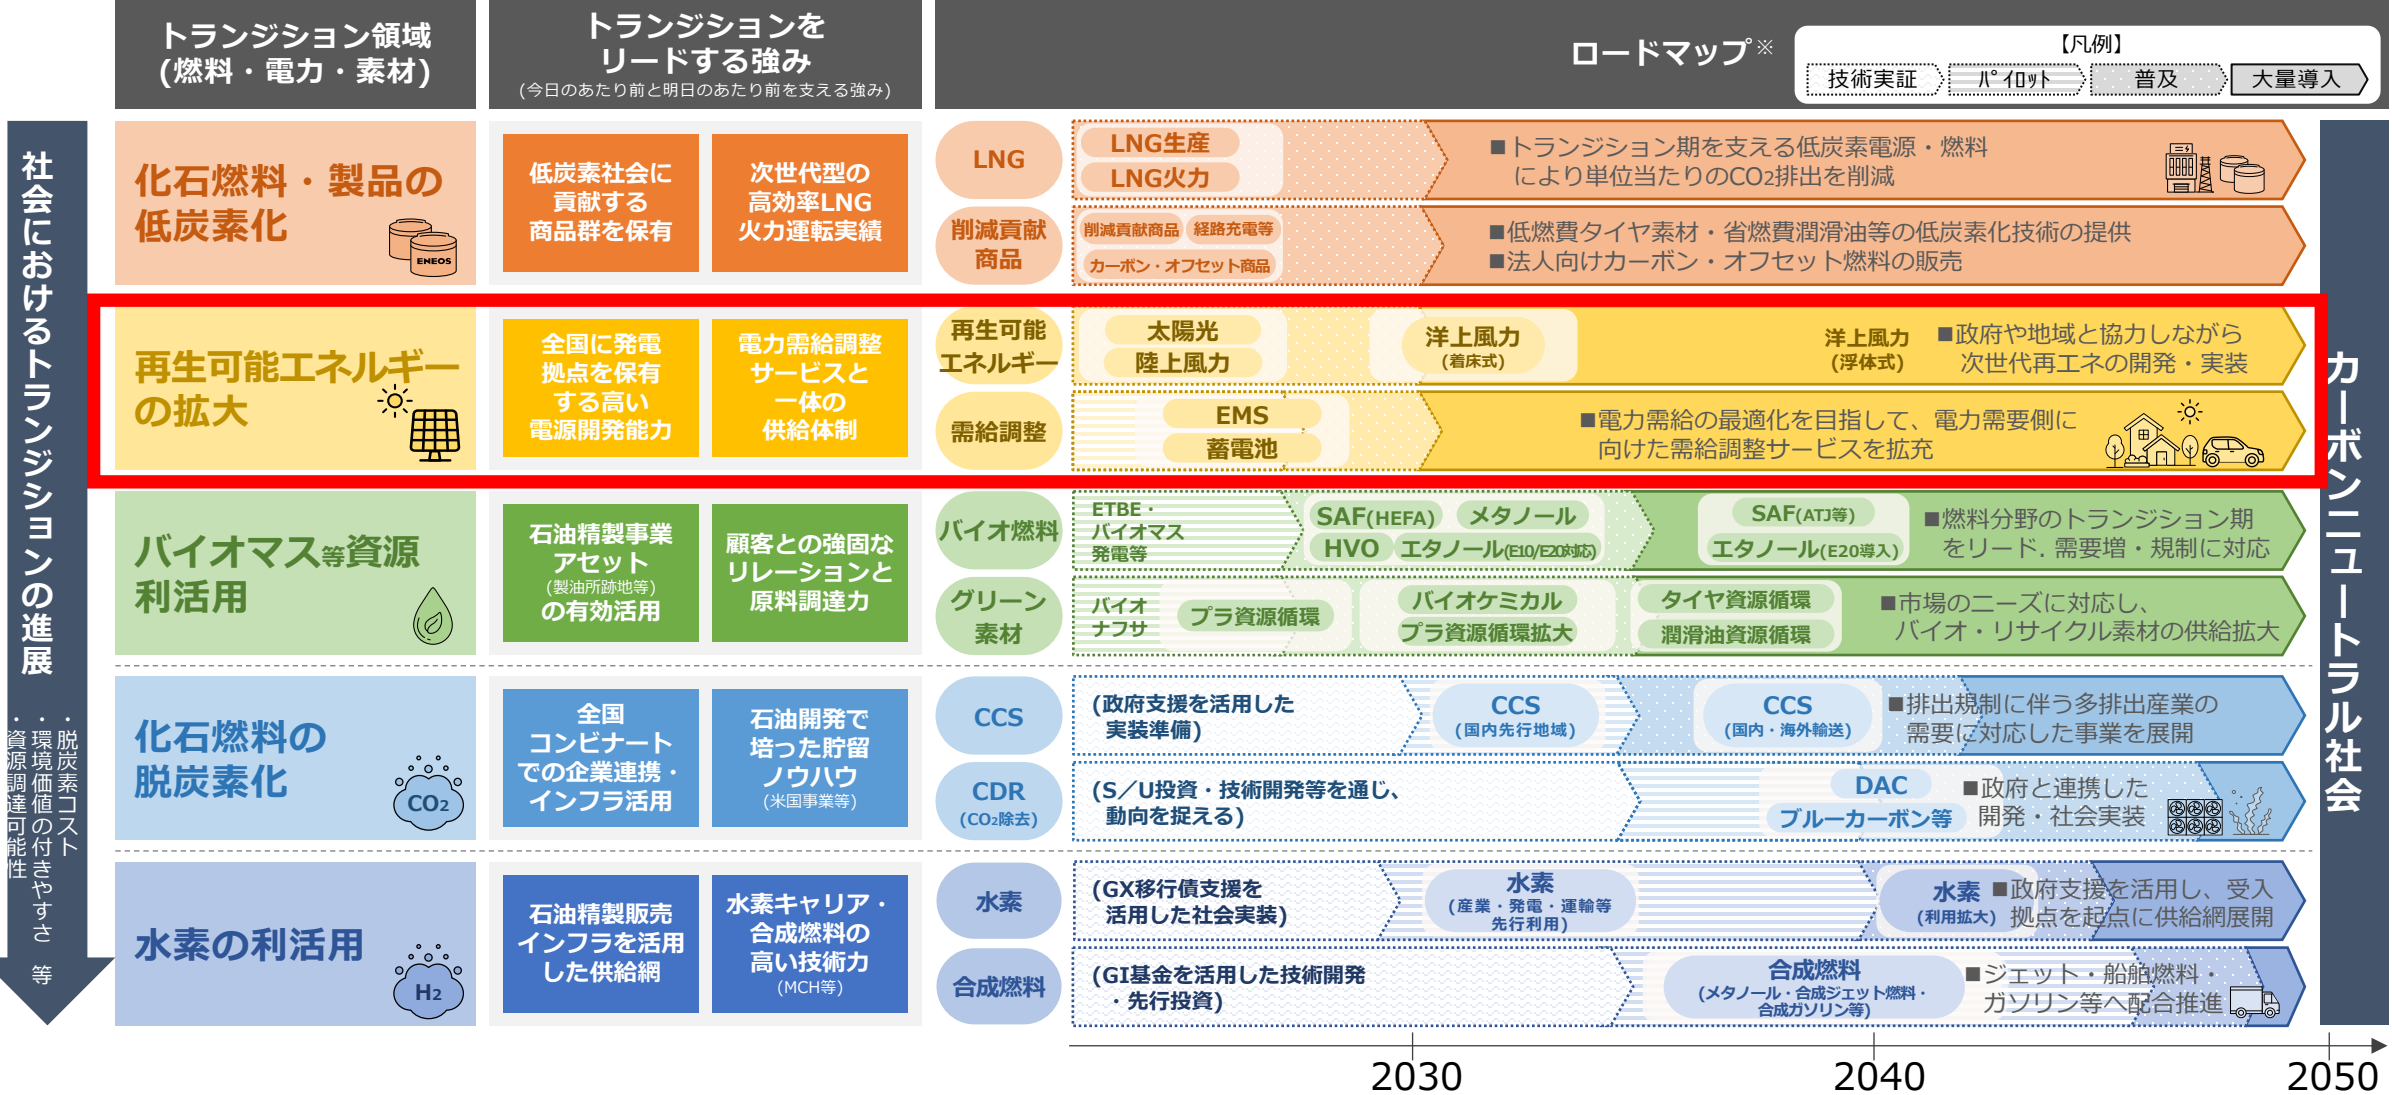 トランジション領域
(燃料・電力・素材)
トランジションを
リードする強み
(今日のあたり前と明日のあたり前を支える強み)
ロードマップ※
【凡例】
技術実証
ﾊﾟｲﾛｯﾄ
普及
大量導入
社会におけるトランジションの進展
・脱炭素コスト
・環境価値の付きやすさ 等
・資源調達可能性
カーボンニュートラル社会
化石燃料・製品の
低炭素化
ENEOS
低炭素社会に
貢献する
商品群を保有
次世代型の
高効率LNG
火力運転実績
LNG
LNG生産
LNG火力
■トランジション期を支える低炭素電源・燃料
により単位当たりのCO2排出を削減
削減貢献
商品
削減貢献商品
経路充電等
カーボン・オフセット商品
■低燃費タイヤ素材・省燃費潤滑油等の低炭素化技術の提供
■法人向けカーボン・オフセット燃料の販売
再生可能エネルギー
の拡大
全国に発電
拠点を保有
する高い
電源開発能力
電力需給調整
サービスと
一体の
供給体制
再生可能
エネルギー
太陽光
陸上風力
洋上風力
(着床式)
洋上風力
(浮体式)
■政府や地域と協力しながら
次世代再エネの開発・実装
需給調整
EMS
蓄電池
■電力需給の最適化を目指して、電力需要側に
向けた需給調整サービスを拡充
バイオマス等資源
利活用
石油精製事業
アセット
(製油所跡地等)
の有効活用
顧客との強固な
リレーションと
原料調達力
バイオ燃料
ETBE・
バイオマス
発電等
SAF(HEFA)
メタノール
HVO
エタノール(E10/E20対応)
SAF(ATJ等)
エタノール(E20導入)
■燃料分野のトランジション期
をリード. 需要増・規制に対応
グリーン
素材
バイオ
ナフサ
プラ資源循環
バイオケミカル
プラ資源循環拡大
タイヤ資源循環
潤滑油資源循環
■市場のニーズに対応し、
バイオ・リサイクル素材の供給拡大
化石燃料の
脱炭素化
CO2
全国
コンビナート
での企業連携・
インフラ活用
石油開発で
培った貯留
ノウハウ
(米国事業等)
CCS
(政府支援を活用した
実装準備)
CCS
(国内先行地域)
CCS
(国内・海外輸送)
■排出規制に伴う多排出産業の
需要に対応した事業を展開
CDR
(CO2除去)
(S／U投資・技術開発等を通じ、
動向を捉える)
DAC
ブルーカーボン等
■政府と連携した
開発・社会実装
水素の利活用
H2
石油精製販売
インフラを活用
した供給網
水素キャリア・
合成燃料の
高い技術力
(MCH等)
水素
(GX移行債支援を
活用した社会実装)
水素
(産業・発電・運輸等
先行利用)
水素
(利用拡大)
■政府支援を活用し、受入
拠点を起点に供給網展開
合成燃料
(GI基金を活用した技術開発
・先行投資)
合成燃料
(メタノール・合成ジェット燃料・
合成ガソリン等)
■ジェット・船舶燃料・
ガソリン等へ配合推進
2030
2040
2050